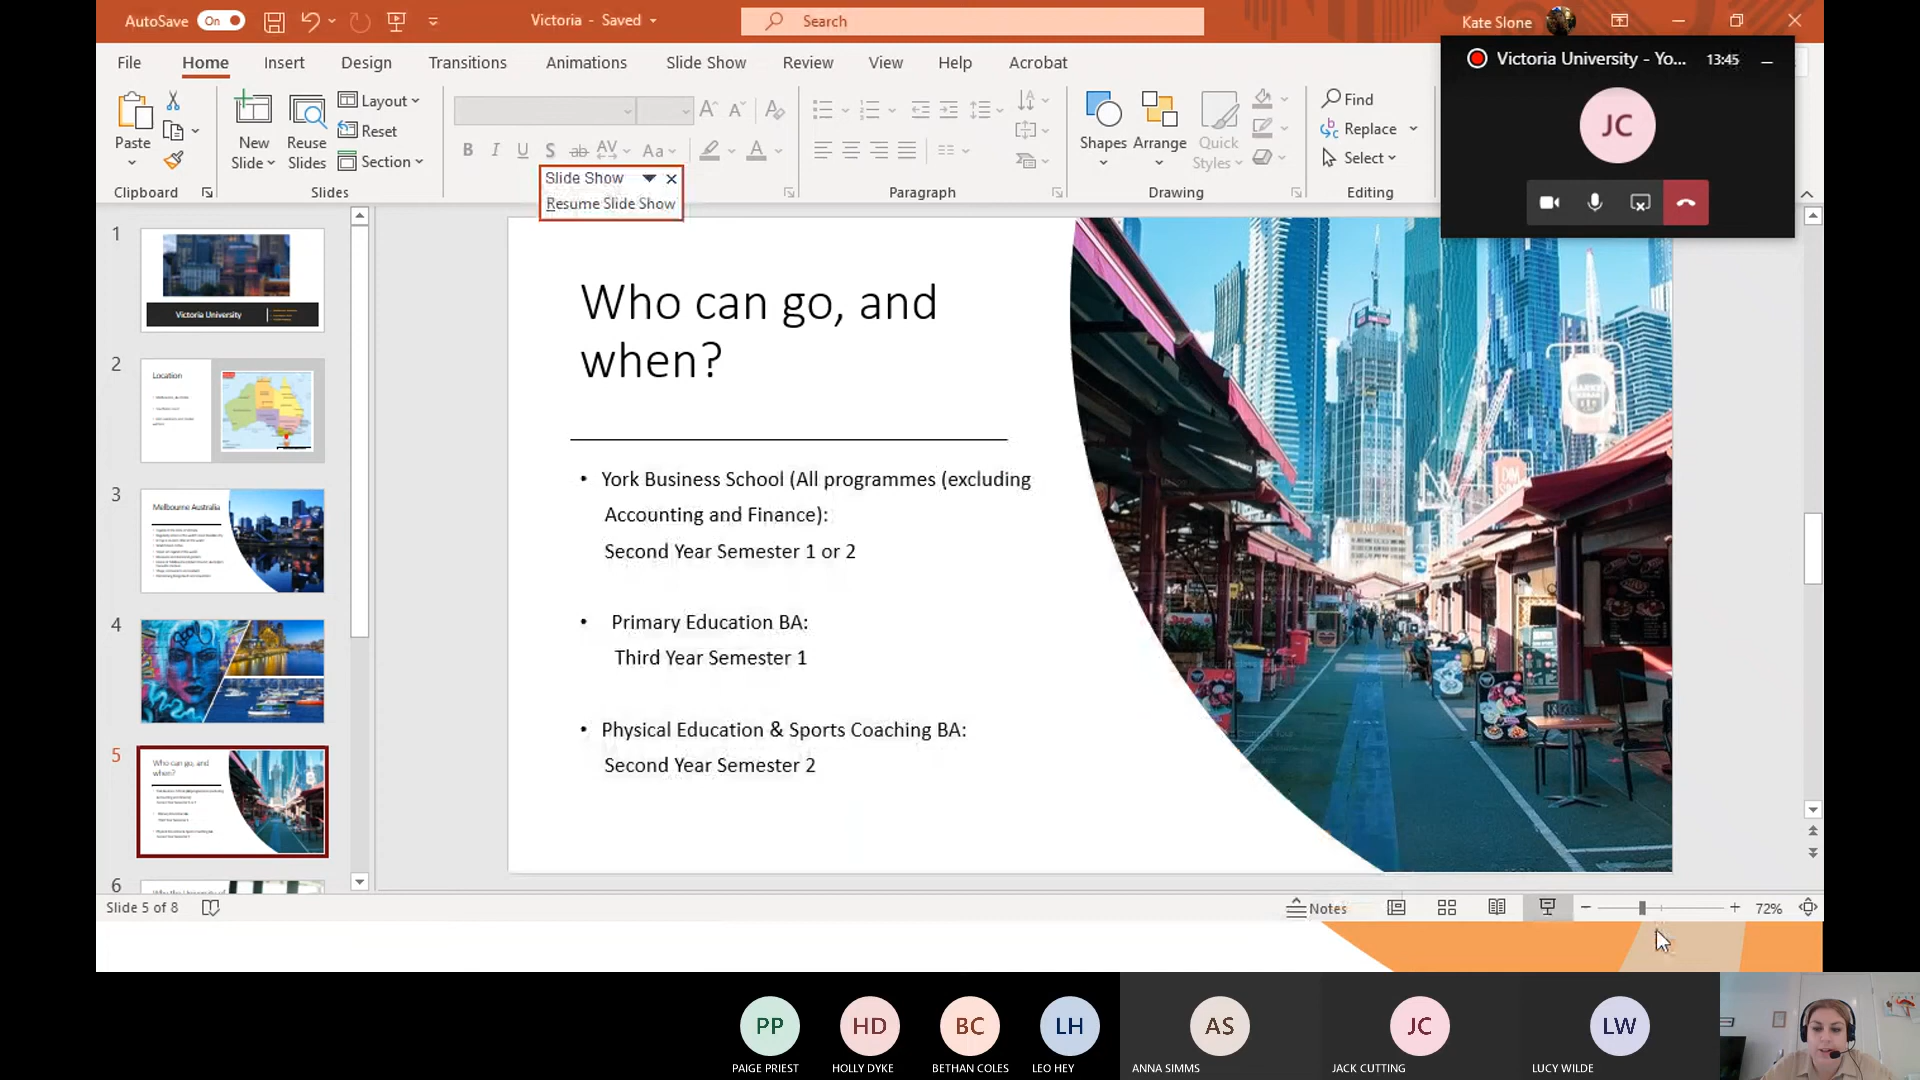 AutoSave On
Victoria - Saved
Search
Kate Slone
File Home Insert Design Transitions Animations Slide Show Review View Help Acrobat
Victoria University - Yo... 13:45
JC
Paste
New Slide
Reuse Slides
Layout
Reset
Section
B I U S ab AV Aa A
Shapes
Arrange
Quick Styles
Find
Replace
Select
Clipboard
Slides
Paragraph
Drawing
Editing
Slide Show
Resume Slide Show
1
Victoria University
2
Location
3
Melbourne Australia
4
5
Who can go, and
when?
6
Who can go, and
when?
• York Business School (All programmes (excluding
Accounting and Finance):
Second Year Semester 1 or 2
• Primary Education BA:
Third Year Semester 1
• Physical Education & Sports Coaching BA:
Second Year Semester 2
Slide 5 of 8
Notes
72%
PP
HD
BC
LH
AS
JC
LW
PAIGE PRIEST
HOLLY DYKE
BETHAN COLES
LEO HEY
ANNA SIMMS
JACK CUTTING
LUCY WILDE